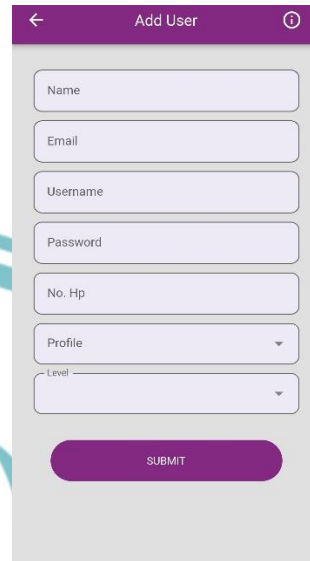 Add User
Name
Email
Username
Password
No. Hp
Profile
Level
SUBMIT